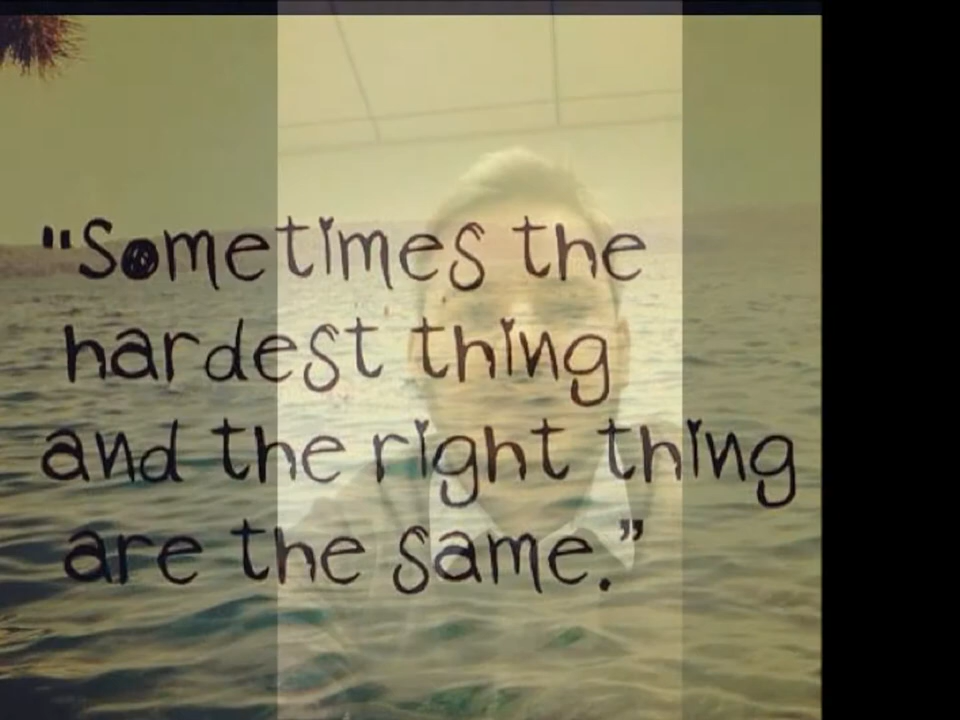 "Sometimes the
hardest thing
and the right thing
are the same."